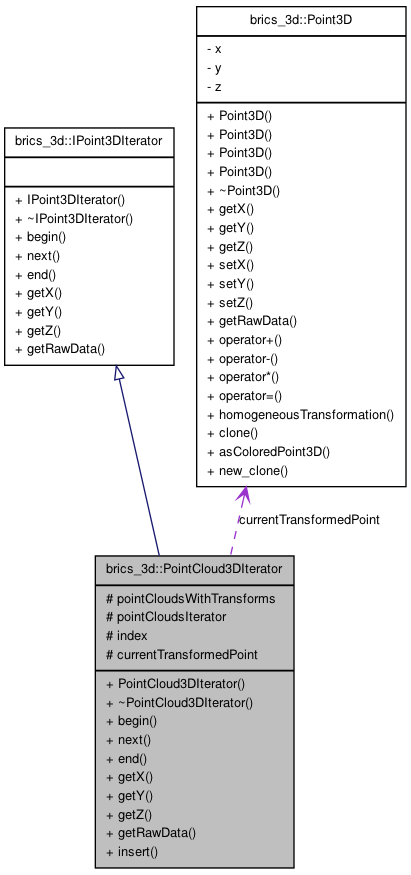 brics_3d::Point3D
- x
- y
- z
+ Point3D()
+ Point3D()
+ Point3D()
+ Point3D()
+ ~Point3D()
+ getX()
+ getY()
+ getZ()
+ setX()
+ setY()
+ setZ()
+ getRawData()
+ operator+()
+ operator-()
+ operator*()
+ operator=()
+ homogeneousTransformation()
+ clone()
+ asColoredPoint3D()
+ new_clone()
brics_3d::IPoint3DIterator
+ IPoint3DIterator()
+ ~IPoint3DIterator()
+ begin()
+ next()
+ end()
+ getX()
+ getY()
+ getZ()
+ getRawData()
currentTransformedPoint
brics_3d::PointCloud3DIterator
# pointCloudsWithTransforms
# pointCloudsIterator
# index
# currentTransformedPoint
+ PointCloud3DIterator()
+ ~PointCloud3DIterator()
+ begin()
+ next()
+ end()
+ getX()
+ getY()
+ getZ()
+ getRawData()
+ insert()